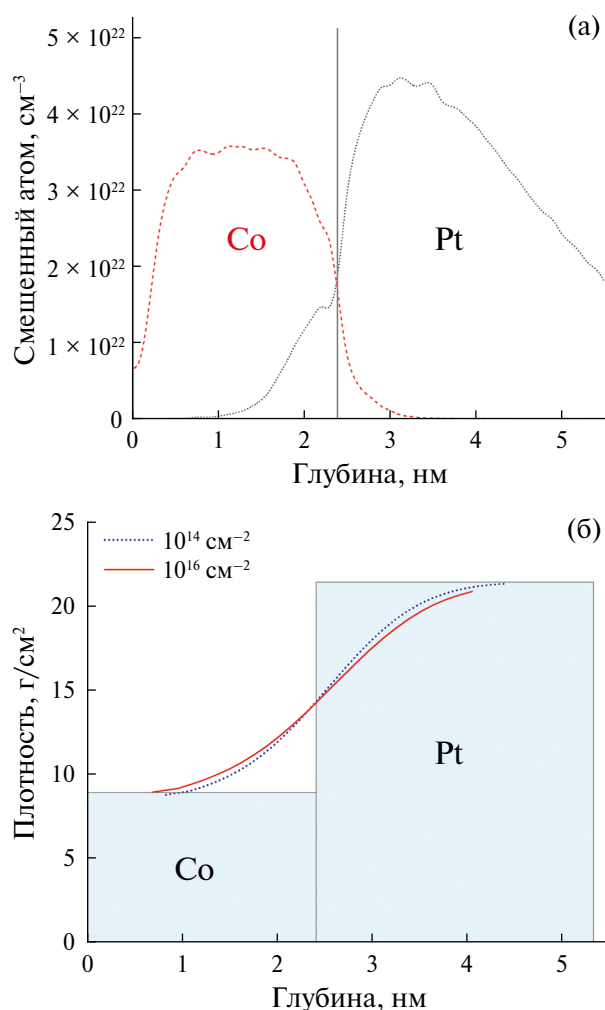 (а)
Смещенный атом, см⁻³
5 × 10²²
4 × 10²²
3 × 10²²
2 × 10²²
1 × 10²²
0
Co
Pt
0 1 2 3 4 5
Глубина, нм
(б)
Плотность, г/см²
25
20
15
10
5
0
10¹⁴ см⁻²
10¹⁶ см⁻²
Co
Pt
0 1 2 3 4 5
Глубина, нм